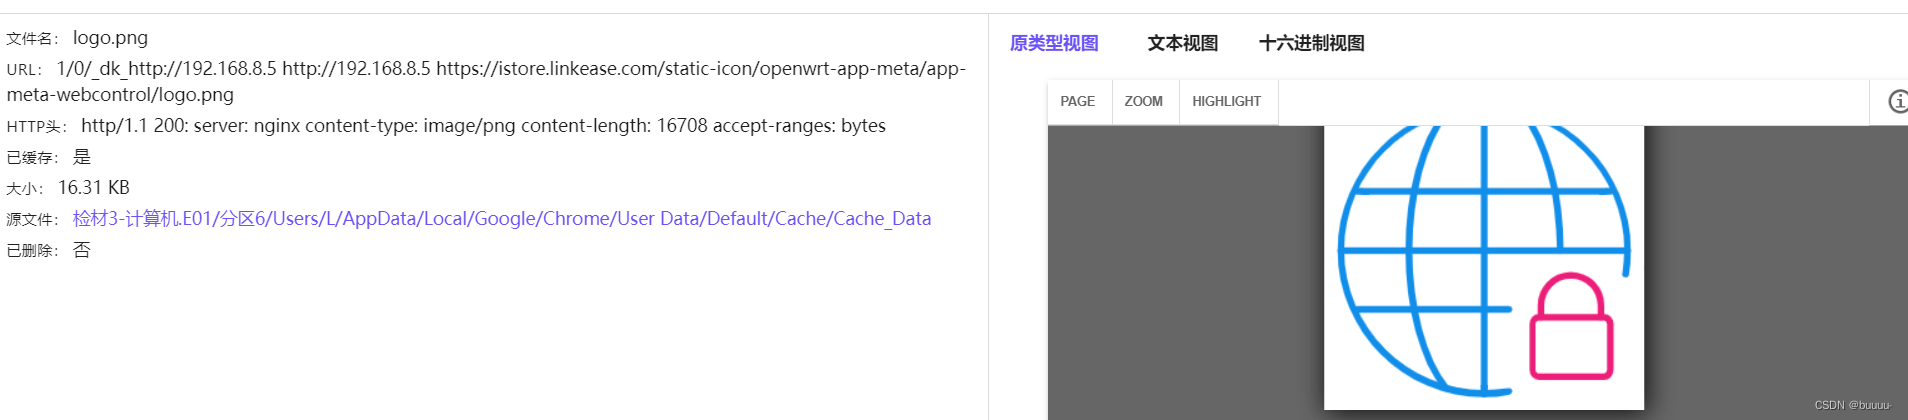 文件名： logo.png
URL： 1/0/_dk_http://192.168.8.5 http://192.168.8.5 https://istore.linkease.com/static-icon/openwrt-app-meta/app-
meta-webcontrol/logo.png
HTTP头： http/1.1 200: server: nginx content-type: image/png content-length: 16708 accept-ranges: bytes
已缓存： 是
大小： 16.31 KB
源文件： 检材3-计算机.E01/分区6/Users/L/AppData/Local/Google/Chrome/User Data/Default/Cache/Cache_Data
已删除： 否
原类型视图 文本视图 十六进制视图
PAGE ZOOM HIGHLIGHT
CSDN @buuuu-